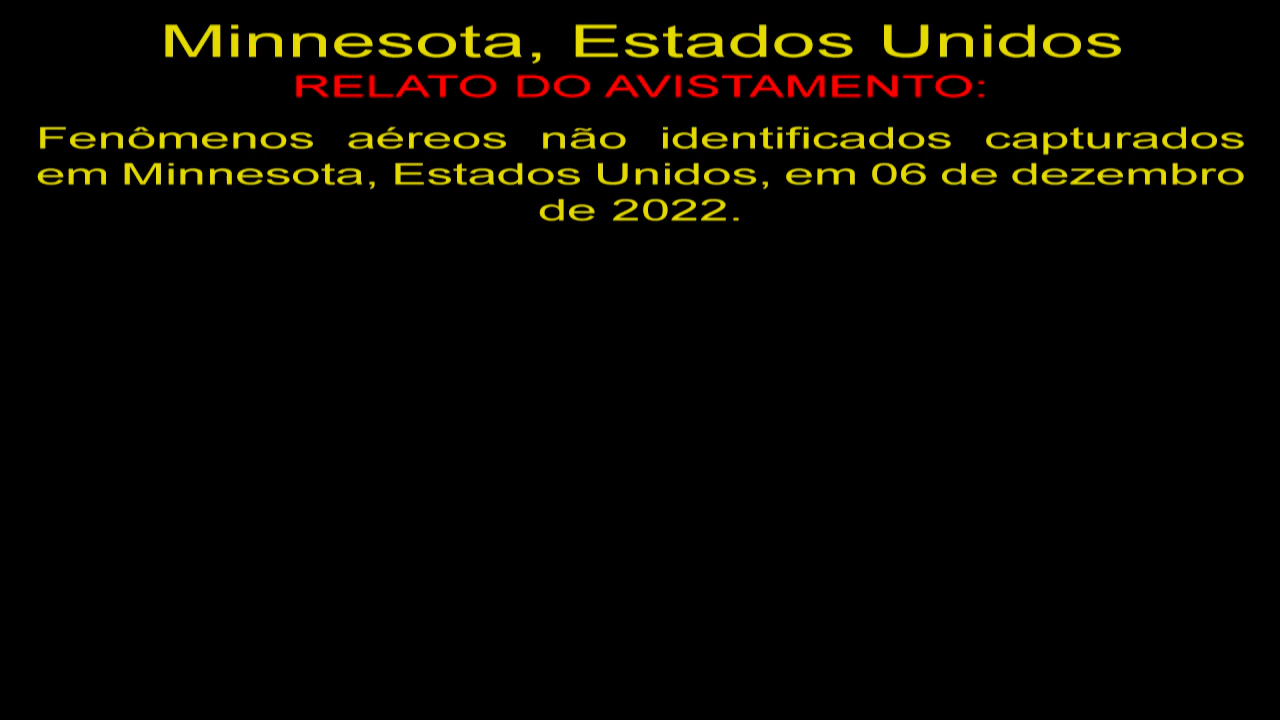 Minnesota, Estados Unidos
RELATO DO AVISTAMENTO:
Fenômenos aéreos não identificados capturados
em Minnesota, Estados Unidos, em 06 de dezembro
de 2022.